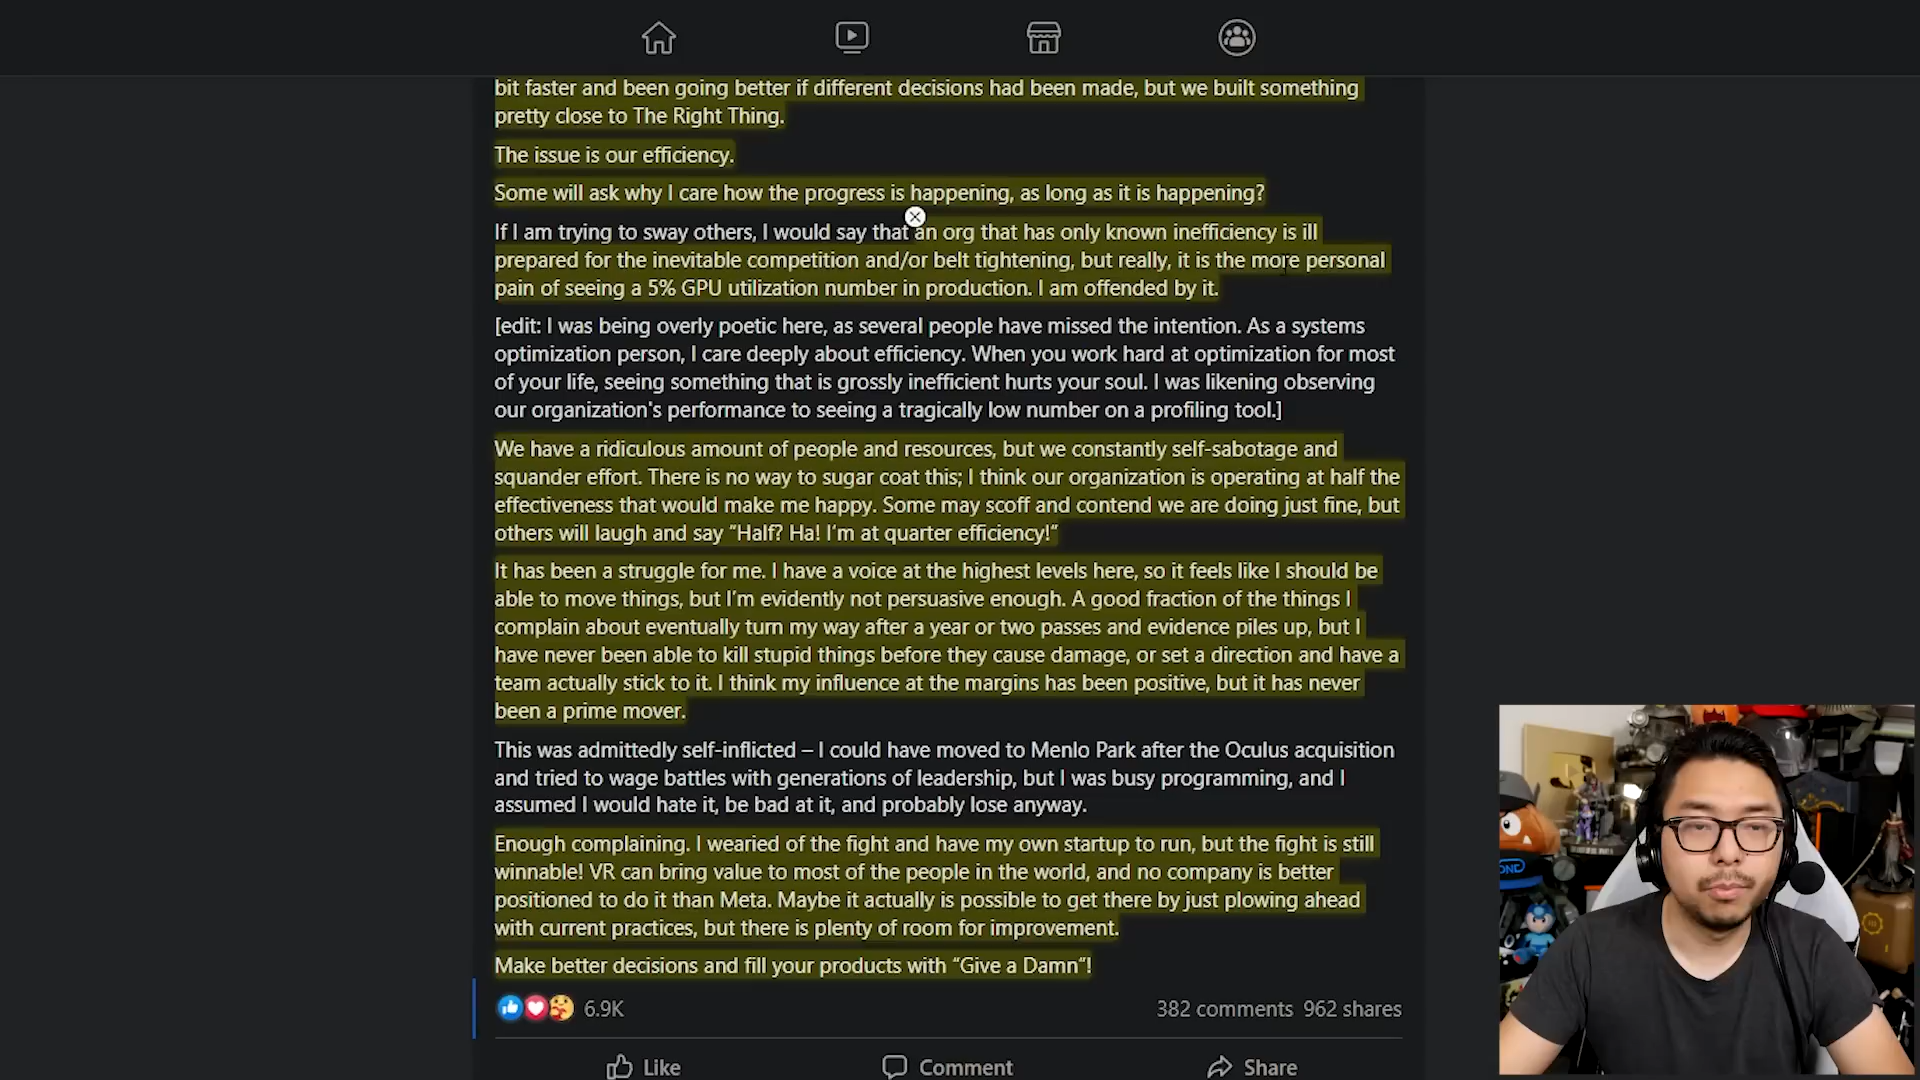 bit faster and been going better if different decisions had been made, but we built something
pretty close to The Right Thing.
The issue is our efficiency.
Some will ask why I care how the progress is happening, as long as it is happening?
If I am trying to sway others, I would say that an org that has only known inefficiency is ill
prepared for the inevitable competition and/or belt tightening, but really, it is the more personal
pain of seeing a 5% GPU utilization number in production. I am offended by it.
[edit: I was being overly poetic here, as several people have missed the intention. As a systems
optimization person, I care deeply about efficiency. When you work hard at optimization for most
of your life, seeing something that is grossly inefficient hurts your soul. I was likening observing
our organization's performance to seeing a tragically low number on a profiling tool.]
We have a ridiculous amount of people and resources, but we constantly self-sabotage and
squander effort. There is no way to sugar coat this; I think our organization is operating at half the
effectiveness that would make me happy. Some may scoff and contend we are doing just fine, but
others will laugh and say “Half? Ha! I’m at quarter efficiency!”
It has been a struggle for me. I have a voice at the highest levels here, so it feels like I should be
able to move things, but I’m evidently not persuasive enough. A good fraction of the things I
complain about eventually turn my way after a year or two passes and evidence piles up, but I
have never been able to kill stupid things before they cause damage, or set a direction and have a
team actually stick to it. I think my influence at the margins has been positive, but it has never
been a prime mover.
This was admittedly self-inflicted – I could have moved to Menlo Park after the Oculus acquisition
and tried to wage battles with generations of leadership, but I was busy programming, and I
assumed I would hate it, be bad at it, and probably lose anyway.
Enough complaining. I wearied of the fight and have my own startup to run, but the fight is still
winnable! VR can bring value to most of the people in the world, and no company is better
positioned to do it than Meta. Maybe it actually is possible to get there by just plowing ahead
with current practices, but there is plenty of room for improvement.
Make better decisions and fill your products with “Give a Damn”!
6.9K
382 comments 962 shares
Like
Comment
Share